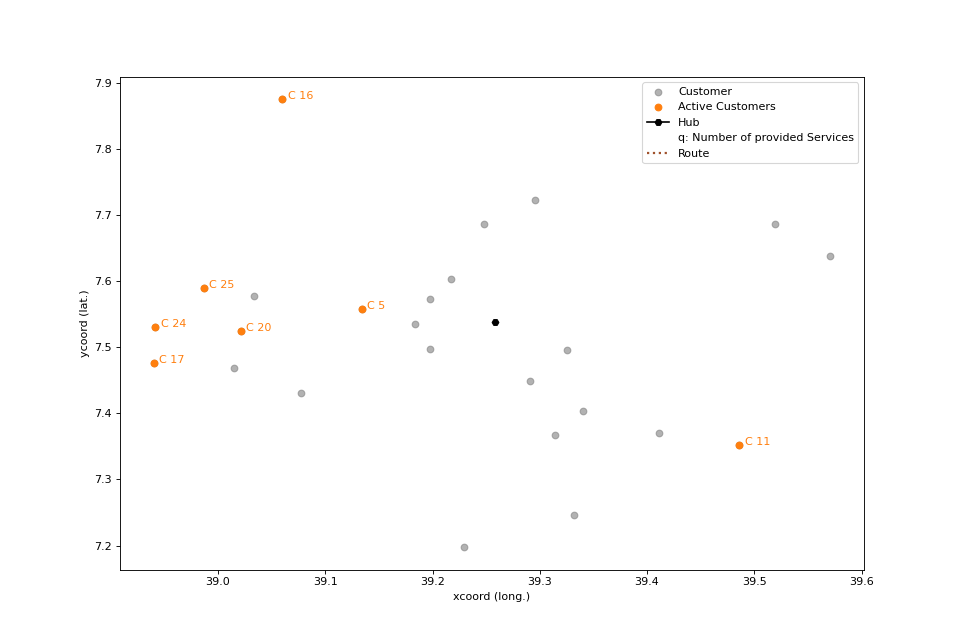 7.9
C 16
Customer
Active Customers
Hub
q: Number of provided Services
Route
7.8
7.7
7.6
C 25
C 5
C 24
C 20
7.5
C 17
7.4
C 11
7.3
7.2
ycoord (lat.)
39.0 39.1 39.2 39.3 39.4 39.5 39.6
xcoord (long.)